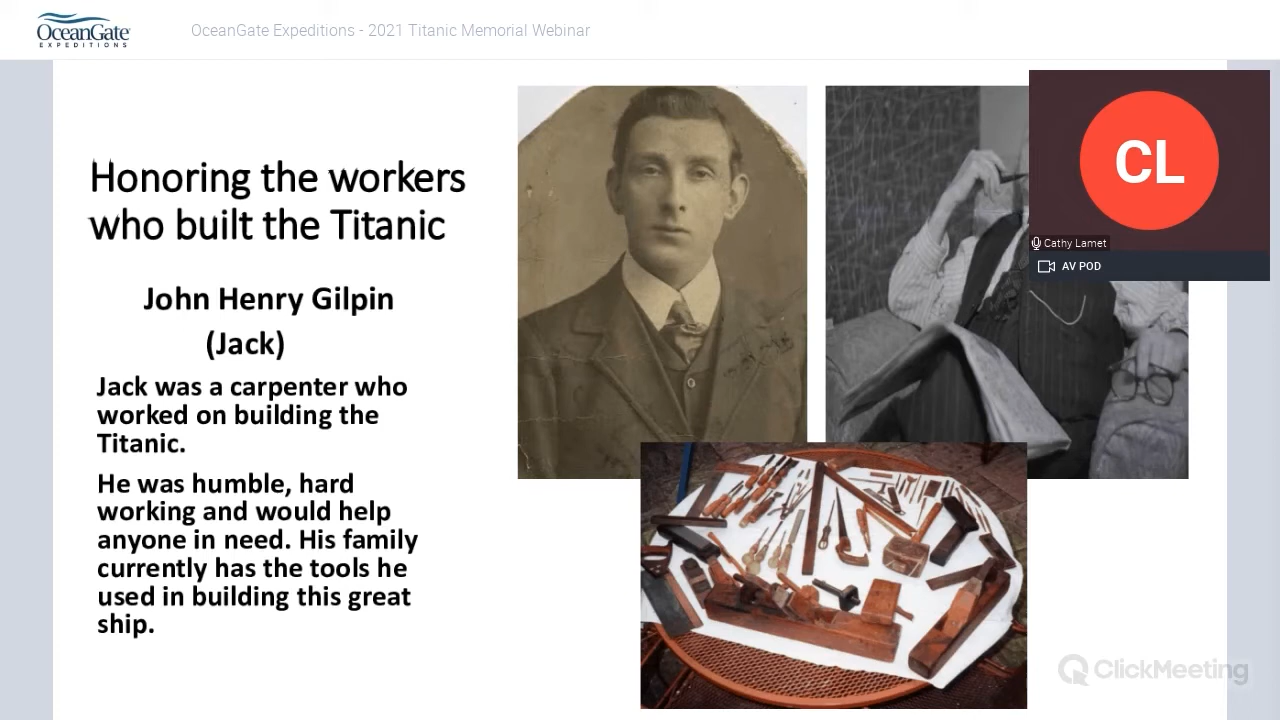 OceanGate
EXPEDITIONS
OceanGate Expeditions - 2021 Titanic Memorial Webinar
Honoring the workers
who built the Titanic
John Henry Gilpin
(Jack)
Jack was a carpenter who
worked on building the
Titanic.
He was humble, hard
working and would help
anyone in need. His family
currently has the tools he
used in building this great
ship.
CL
Cathy Lamet
AV POD
ClickMeeting